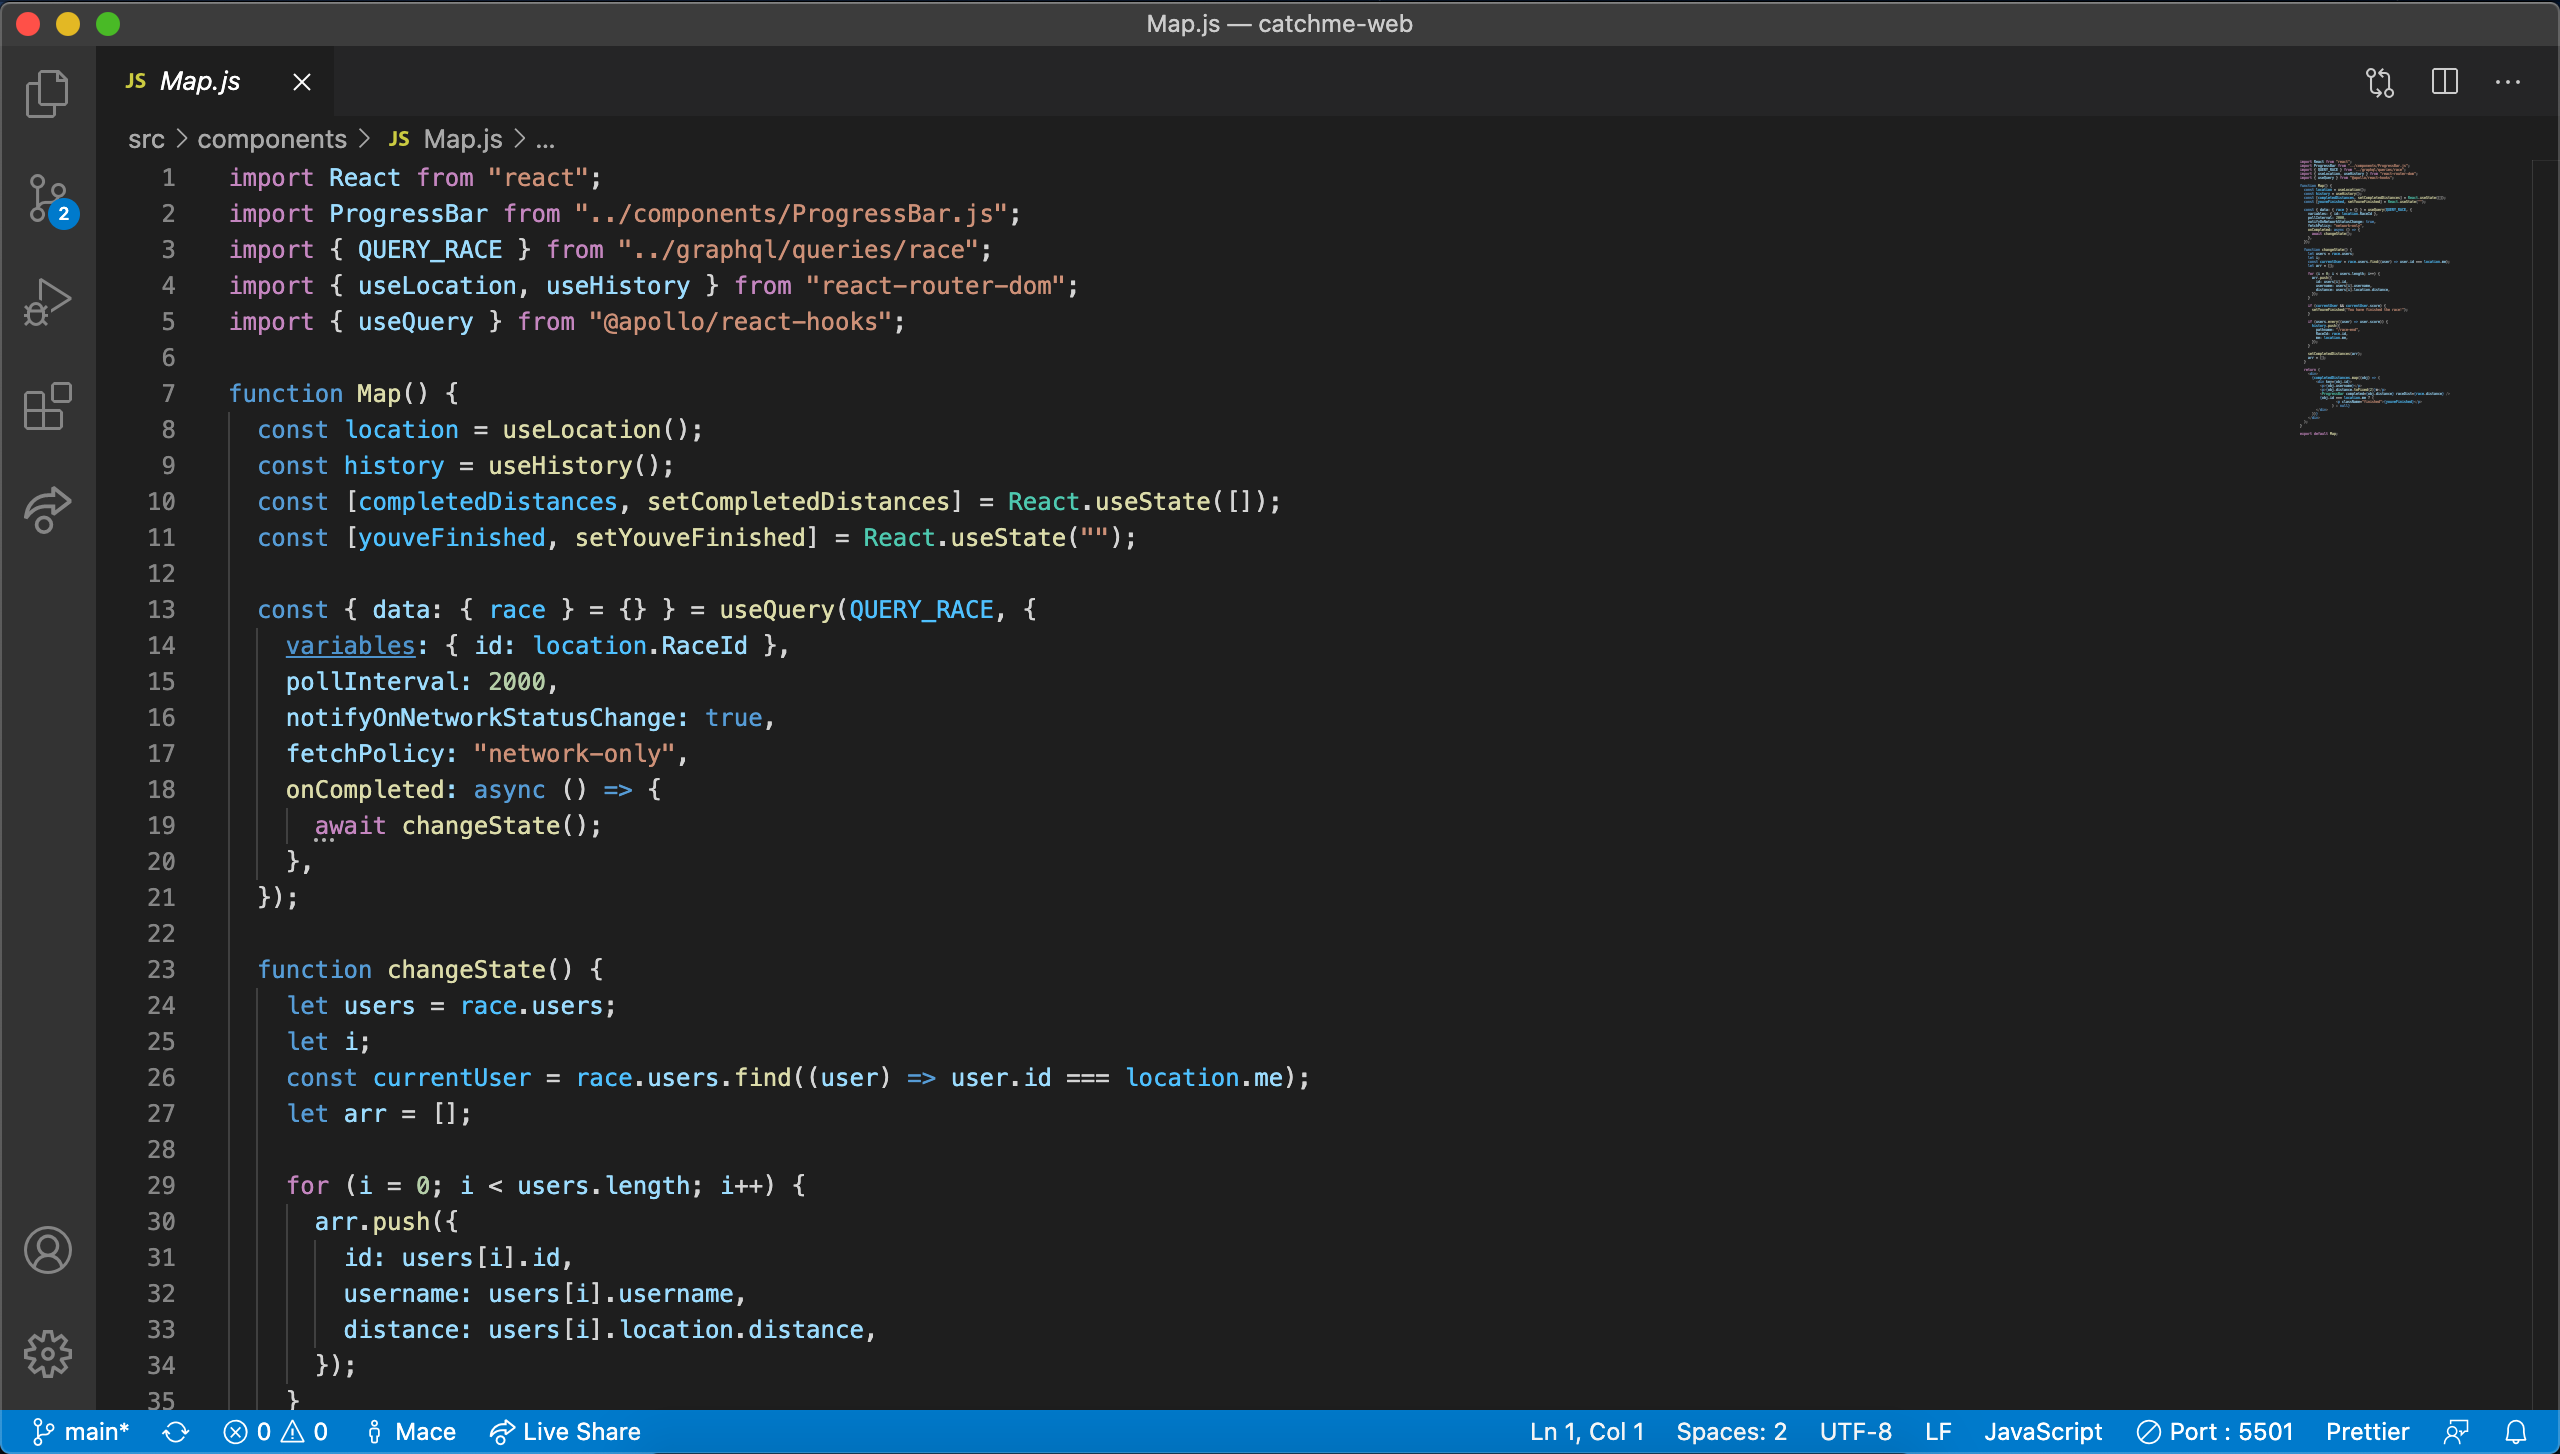 Map.js — catchme-web
JS Map.js
src > components > JS Map.js > ...
1 import React from "react";
2 import ProgressBar from "../components/ProgressBar.js";
3 import { QUERY_RACE } from "../graphql/queries/race";
4 import { useLocation, useHistory } from "react-router-dom";
5 import { useQuery } from "@apollo/react-hooks";
6
7 function Map() {
8 const location = useLocation();
9 const history = useHistory();
10 const [completedDistances, setCompletedDistances] = React.useState([]);
11 const [youveFinished, setYouveFinished] = React.useState("");
12
13 const { data: { race } = {} } = useQuery(QUERY_RACE, {
14 variables: { id: location.RaceId },
15 pollInterval: 2000,
16 notifyOnNetworkStatusChange: true,
17 fetchPolicy: "network-only",
18 onCompleted: async () => {
19 await changeState();
20 },
21 });
22
23 function changeState() {
24 let users = race.users;
25 let i;
26 const currentUser = race.users.find((user) => user.id === location.me);
27 let arr = [];
28
29 for (i = 0; i < users.length; i++) {
30 arr.push({
31 id: users[i].id,
32 username: users[i].username,
33 distance: users[i].location.distance,
34 });
35 }
2
main* 0 0 Mace Live Share Ln 1, Col 1 Spaces: 2 UTF-8 LF JavaScript Port : 5501 Prettier